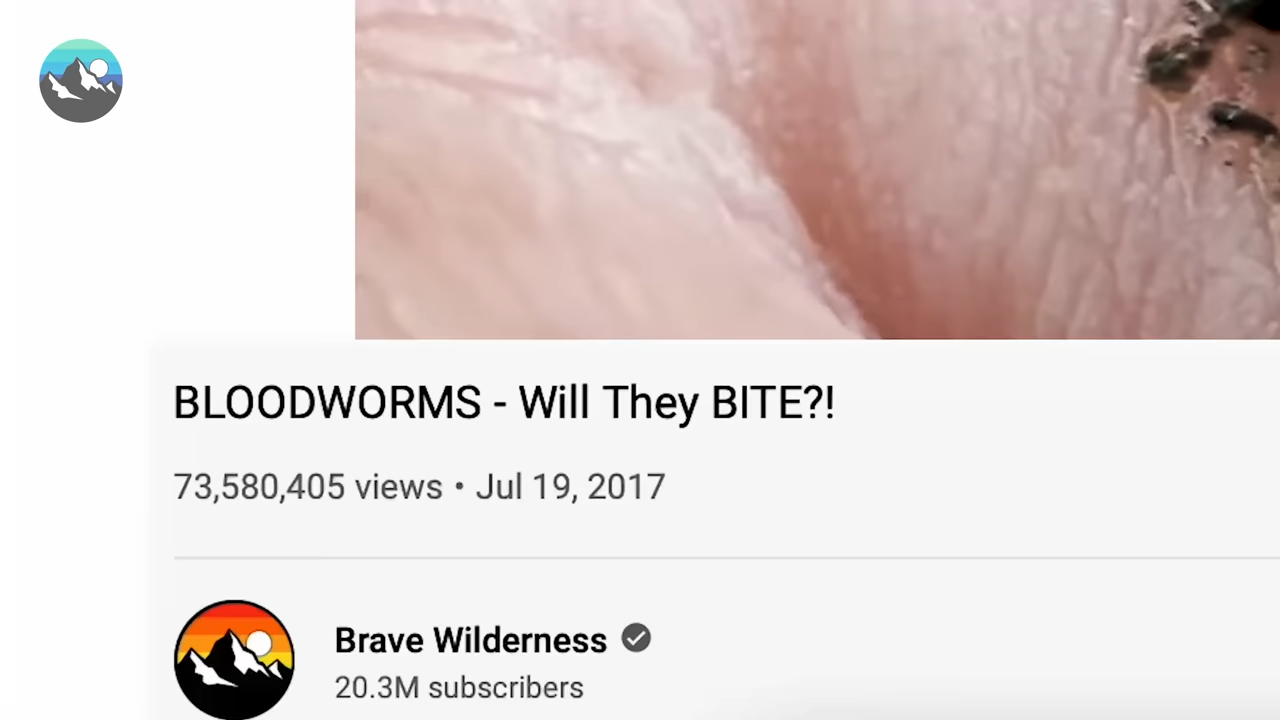 BLOODWORMS - Will They BITE?!
73,580,405 views • Jul 19, 2017
Brave Wilderness
20.3M subscribers